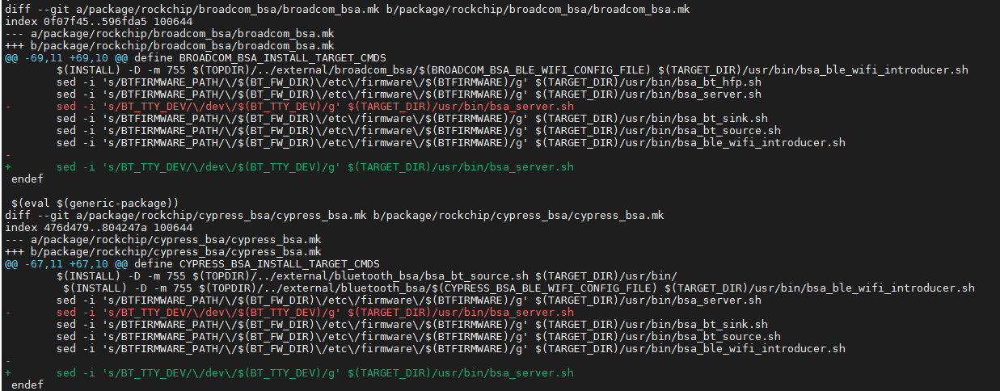 diff --git a/package/rockchip/broadcom_bsa/broadcom_bsa.mk b/package/rockchip/broadcom_bsa/broadcom_bsa.mk
index 0f07f45..596fda5 100644
--- a/package/rockchip/broadcom_bsa/broadcom_bsa.mk
+++ b/package/rockchip/broadcom_bsa/broadcom_bsa.mk
@@ -69,11 +69,10 @@ define BROADCOM_BSA_INSTALL_TARGET_CMDS
        $(INSTALL) -D -m 755 $(TOPDIR)/../external/broadcom_bsa/$(BROADCOM_BSA_BLE_WIFI_CONFIG_FILE) $(TARGET_DIR)/usr/bin/bsa_ble_wifi_introducer.sh
        sed -i 's/BTFIRMWARE_PATH/\/$(BT_FW_DIR)\/etc\/firmware\/$(BTFIRMWARE)/g' $(TARGET_DIR)/usr/bin/bsa_bt_hfp.sh
        sed -i 's/BTFIRMWARE_PATH/\/$(BT_FW_DIR)\/etc\/firmware\/$(BTFIRMWARE)/g' $(TARGET_DIR)/usr/bin/bsa_server.sh
-       sed -i 's/BT_TTY_DEV/\/dev\/$(BT_TTY_DEV)/g' $(TARGET_DIR)/usr/bin/bsa_server.sh
        sed -i 's/BTFIRMWARE_PATH/\/$(BT_FW_DIR)\/etc\/firmware\/$(BTFIRMWARE)/g' $(TARGET_DIR)/usr/bin/bsa_bt_sink.sh
        sed -i 's/BTFIRMWARE_PATH/\/$(BT_FW_DIR)\/etc\/firmware\/$(BTFIRMWARE)/g' $(TARGET_DIR)/usr/bin/bsa_bt_source.sh
        sed -i 's/BTFIRMWARE_PATH/\/$(BT_FW_DIR)\/etc\/firmware\/$(BTFIRMWARE)/g' $(TARGET_DIR)/usr/bin/bsa_ble_wifi_introducer.sh
-
+       sed -i 's/BT_TTY_DEV/\/dev\/$(BT_TTY_DEV)/g' $(TARGET_DIR)/usr/bin/bsa_server.sh
 endef

 $(eval $(generic-package))
diff --git a/package/rockchip/cypress_bsa/cypress_bsa.mk b/package/rockchip/cypress_bsa/cypress_bsa.mk
index 476d479..804247a 100644
--- a/package/rockchip/cypress_bsa/cypress_bsa.mk
+++ b/package/rockchip/cypress_bsa/cypress_bsa.mk
@@ -67,11 +67,10 @@ define CYPRESS_BSA_INSTALL_TARGET_CMDS
        $(INSTALL) -D -m 755 $(TOPDIR)/../external/bluetooth_bsa/bsa_bt_source.sh $(TARGET_DIR)/usr/bin/
         $(INSTALL) -D -m 755 $(TOPDIR)/../external/bluetooth_bsa/$(CYPRESS_BSA_BLE_WIFI_CONFIG_FILE) $(TARGET_DIR)/usr/bin/bsa_ble_wifi_introducer.sh
        sed -i 's/BTFIRMWARE_PATH/\/$(BT_FW_DIR)\/etc\/firmware\/$(BTFIRMWARE)/g' $(TARGET_DIR)/usr/bin/bsa_server.sh
-       sed -i 's/BT_TTY_DEV/\/dev\/$(BT_TTY_DEV)/g' $(TARGET_DIR)/usr/bin/bsa_server.sh
        sed -i 's/BTFIRMWARE_PATH/\/$(BT_FW_DIR)\/etc\/firmware\/$(BTFIRMWARE)/g' $(TARGET_DIR)/usr/bin/bsa_bt_sink.sh
        sed -i 's/BTFIRMWARE_PATH/\/$(BT_FW_DIR)\/etc\/firmware\/$(BTFIRMWARE)/g' $(TARGET_DIR)/usr/bin/bsa_bt_source.sh
        sed -i 's/BTFIRMWARE_PATH/\/$(BT_FW_DIR)\/etc\/firmware\/$(BTFIRMWARE)/g' $(TARGET_DIR)/usr/bin/bsa_ble_wifi_introducer.sh
-
+       sed -i 's/BT_TTY_DEV/\/dev\/$(BT_TTY_DEV)/g' $(TARGET_DIR)/usr/bin/bsa_server.sh
 endef